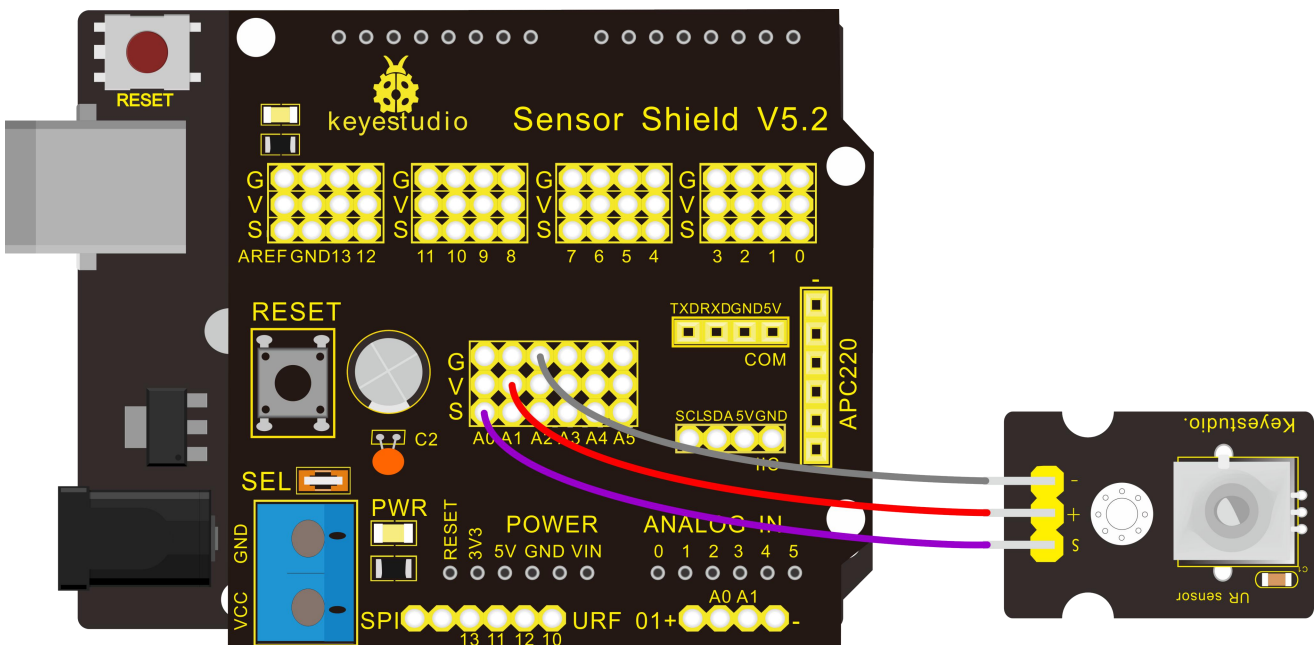 RESET
keyestudio
Sensor Shield V5.2
G G G G
V V V V
S S S S
AREF GND 13 12 11 10 9 8 7 6 5 4 3 2 1 0
-
RESET
TXDRXDGND5V
COM
APC220
G
V
S
A0 A1 A2 A3 A4 A5
SCLSDA 5VGND
IIC
C2
SEL
PWR
RESET
3V3
POWER
5V GND VIN
ANALOG IN
0 1 2 3 4 5
GND
VCC
A0 A1
SPI
URF 01+
-
13 11 12 10
Keyestudio.
-
+
S
C1
UR sensor